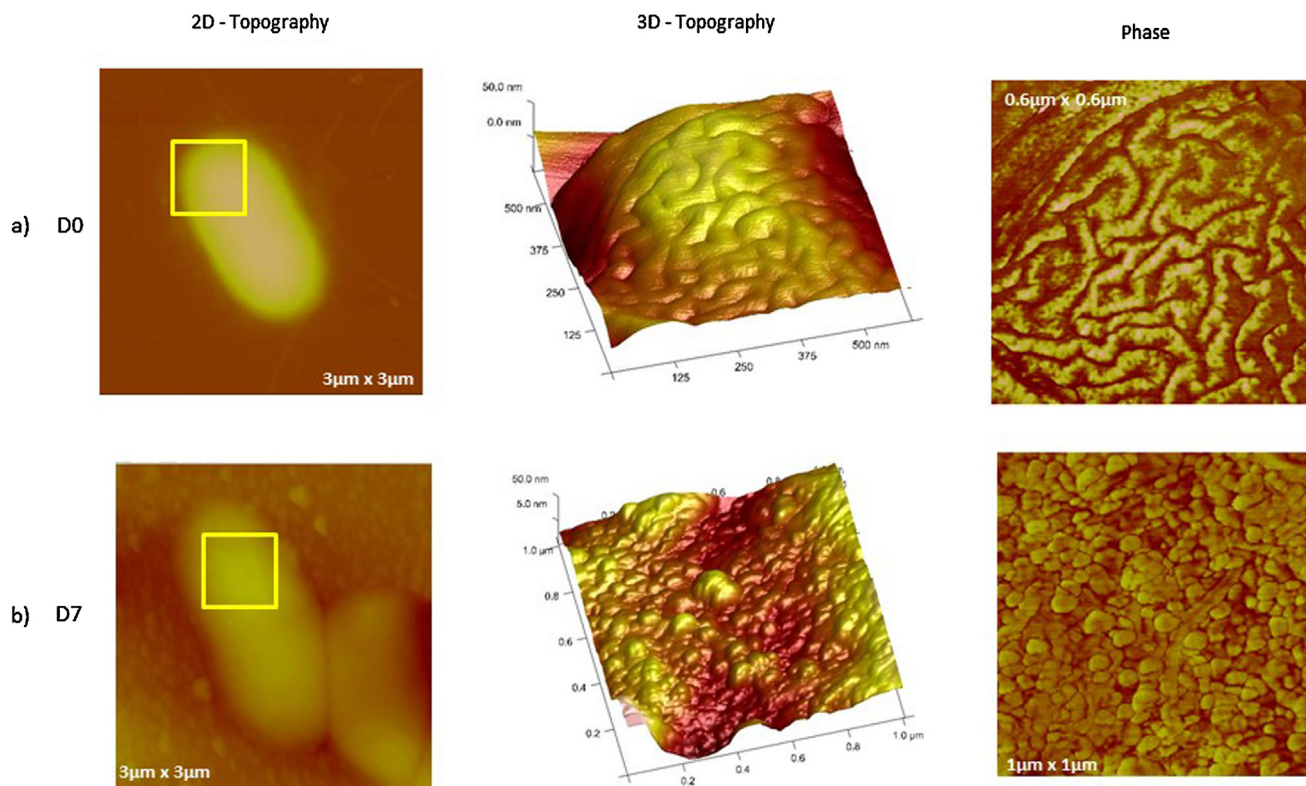 2D - Topography 3D - Topography Phase
a) D0
3µm x 3µm
50.0 nm
0.0 nm
500 nm
375
250
125
125 250 375 500 nm
0.6µm x 0.6µm
b) D7
3µm x 3µm
50.0 nm
5.0 nm
1.0 µm
0.8
0.6
0.4
0.2
0.2 0.4 0.6 0.8 1.0 µm
0.6
1µm x 1µm